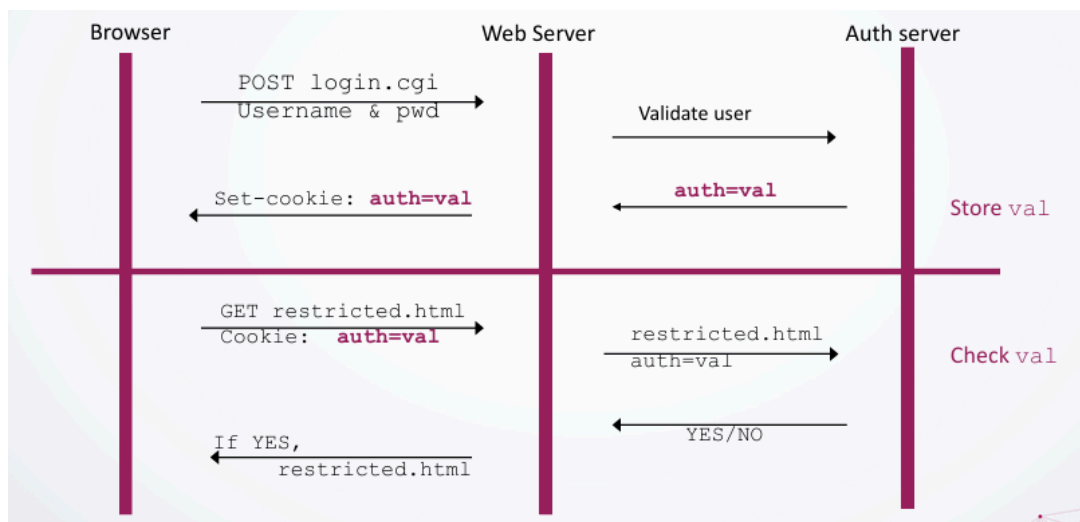 Browser
Web Server
Auth server
POST login.cgi
Username & pwd
Validate user
Set-cookie: auth=val
auth=val
Store val
GET restricted.html
Cookie: auth=val
restricted.html
auth=val
Check val
YES/NO
If YES,
restricted.html